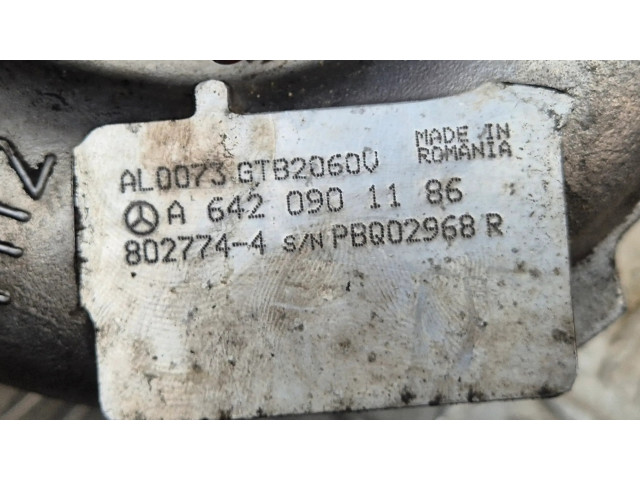 MADE IN
ROMANIA
AL0073 GTB2060V
A 642 090 11 86
802774-4 S/N PBQ02968 R